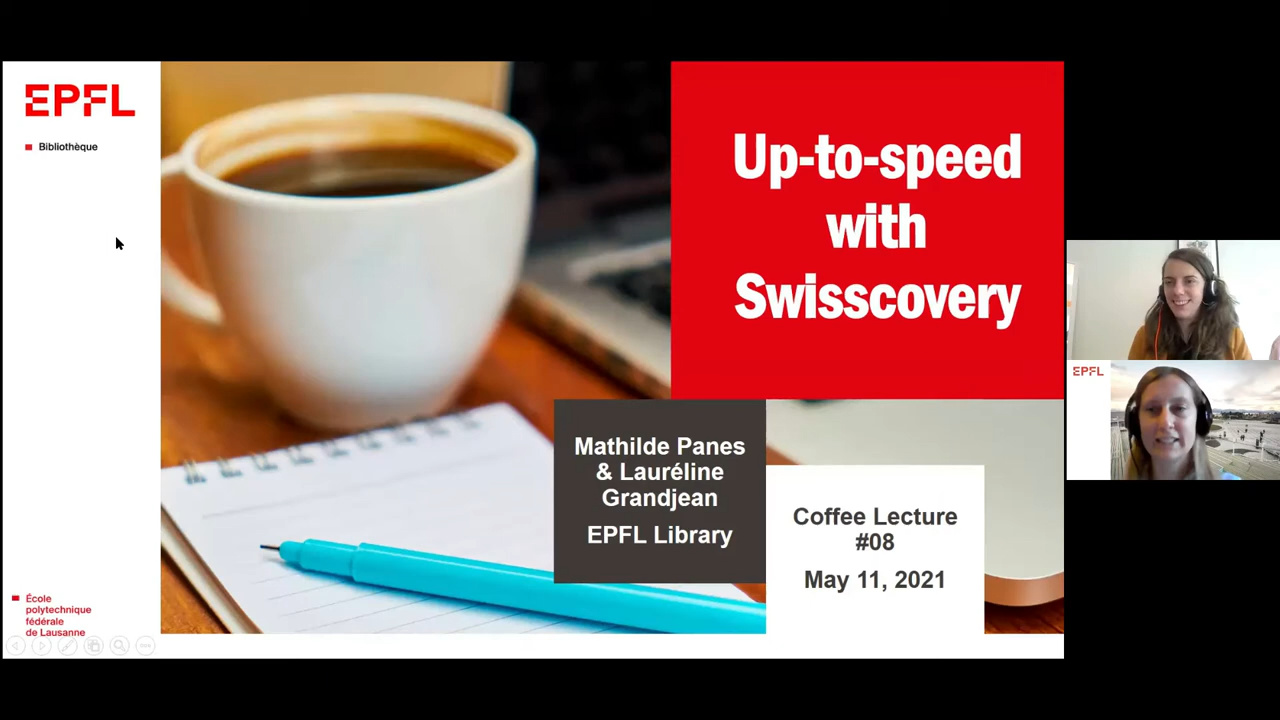 EPFL
Bibliothèque
Up-to-speed
with
Swisscovery
Mathilde Panes
& Lauréline
Grandjean
EPFL Library
Coffee Lecture
#08
May 11, 2021
École
polytechnique
fédérale
de Lausanne
EPFL